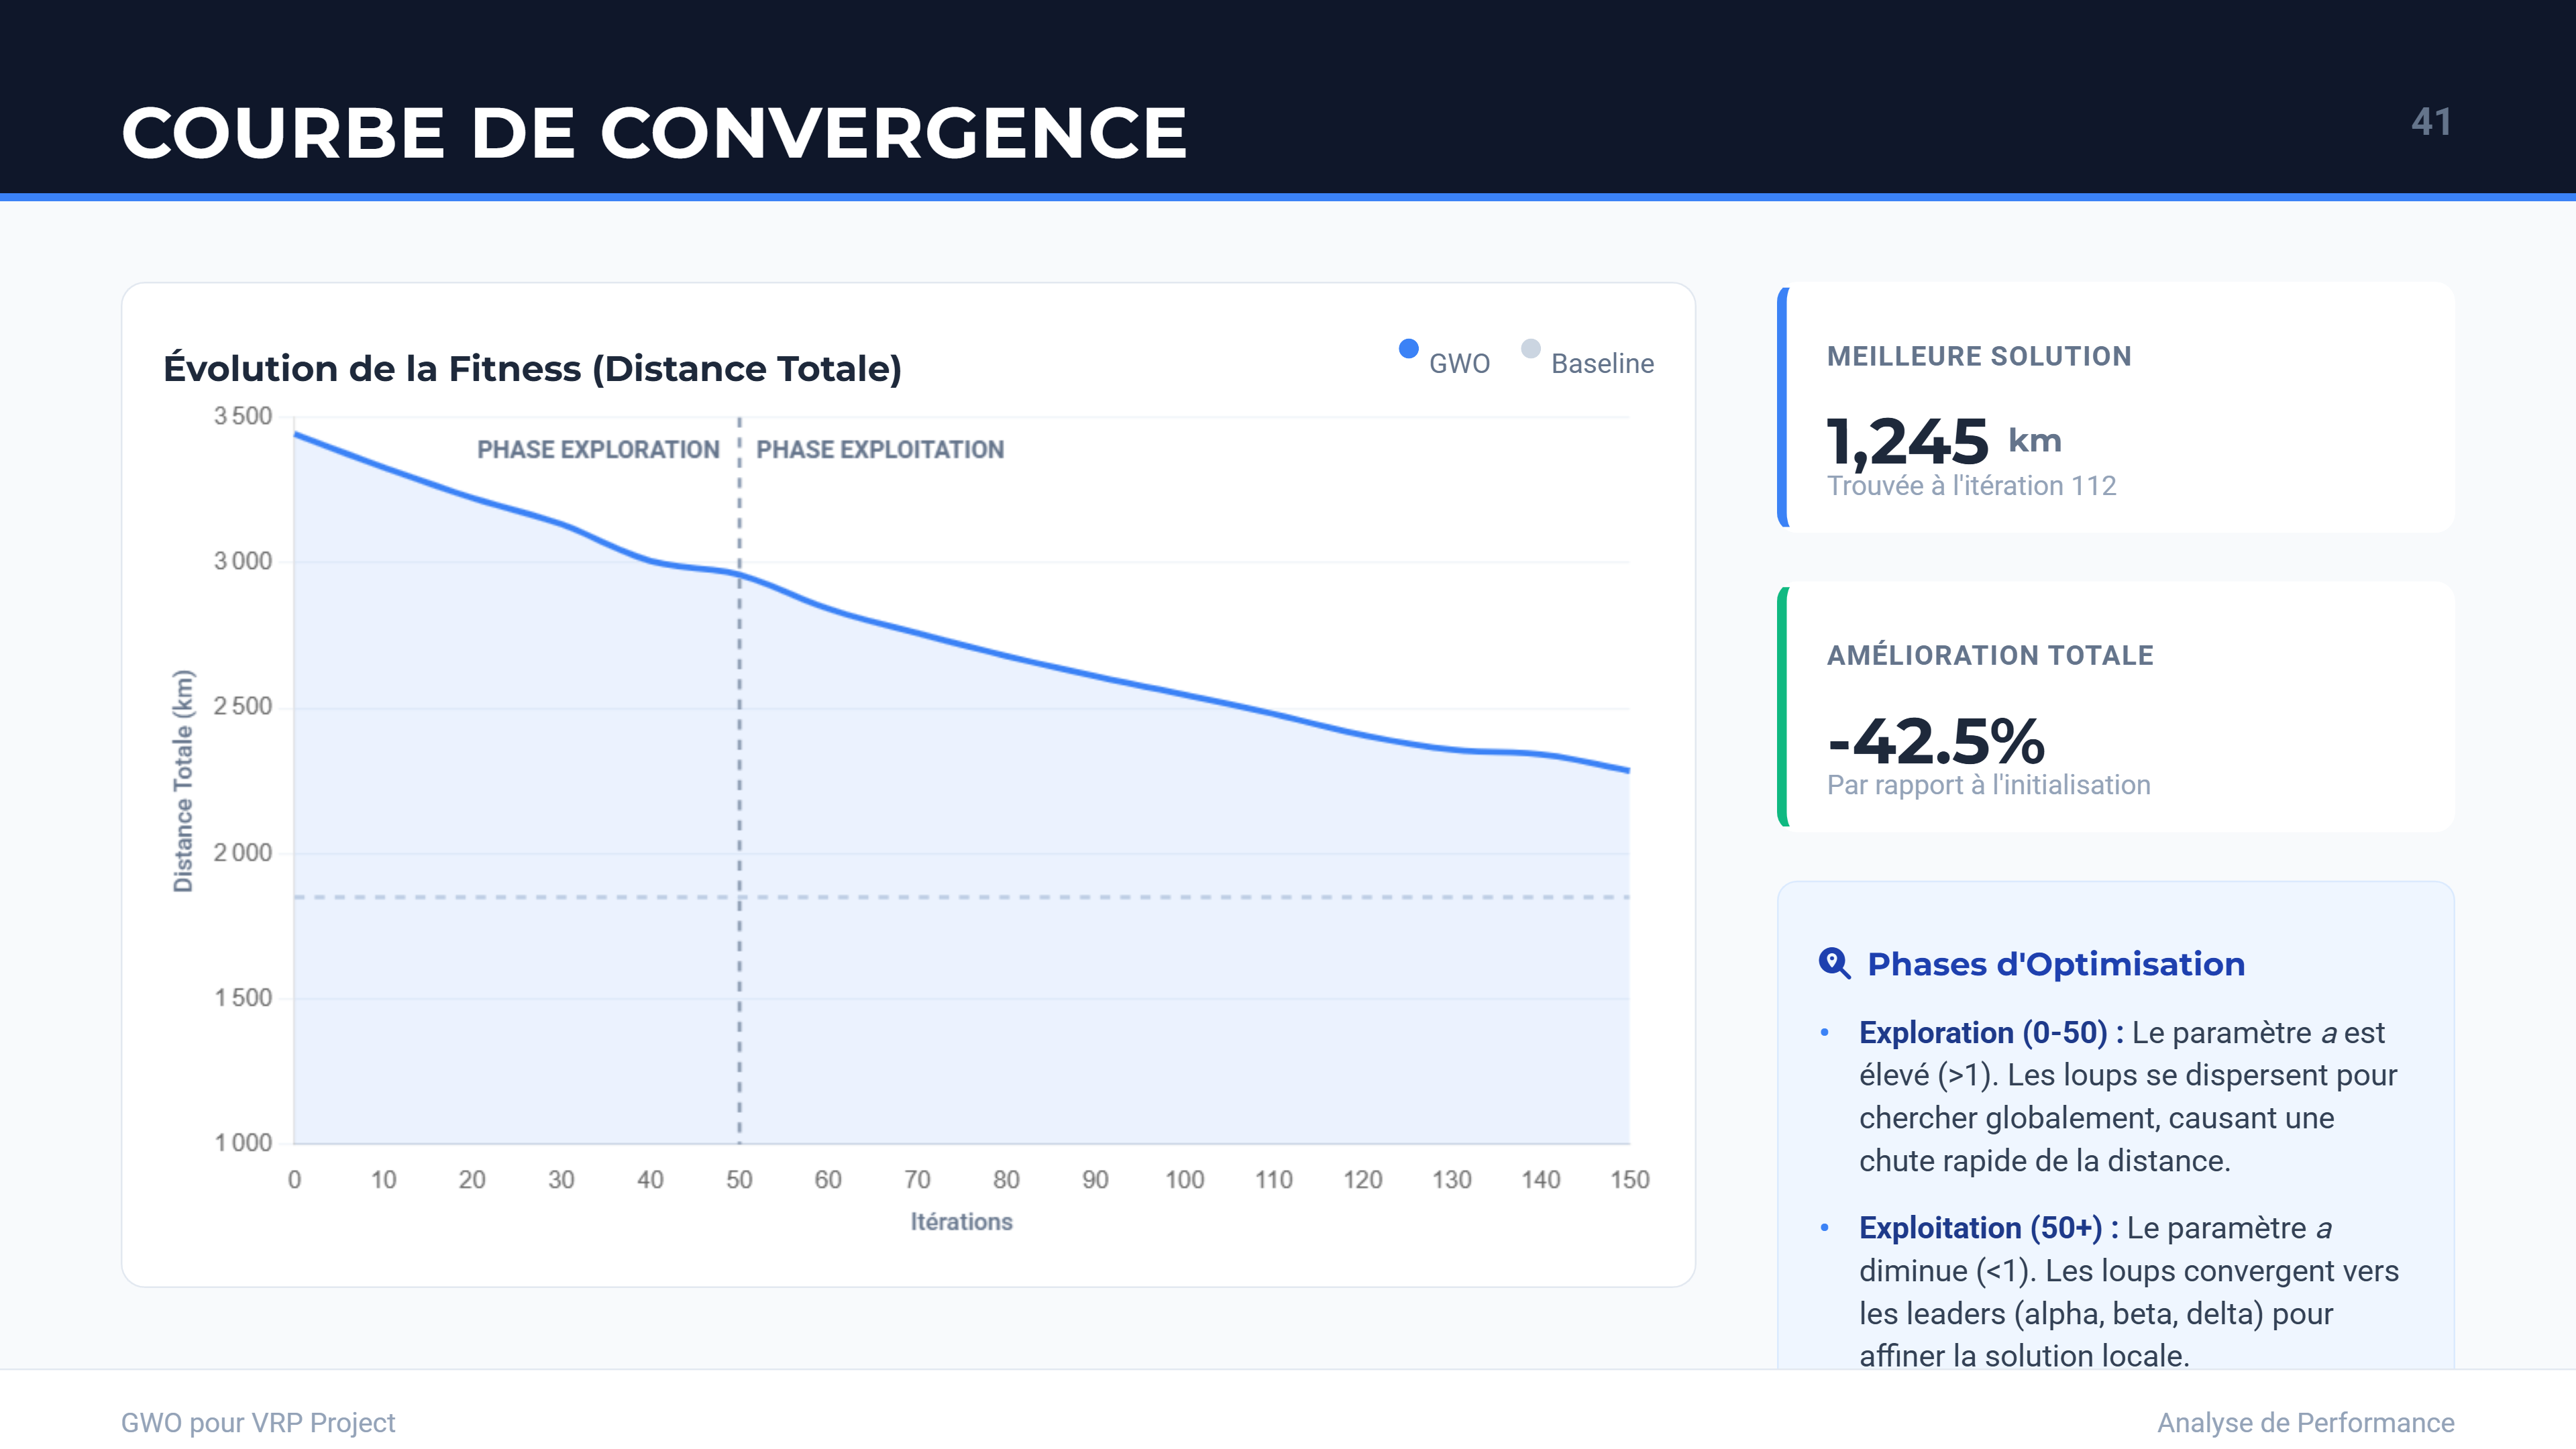 COURBE DE CONVERGENCE
41
Évolution de la Fitness (Distance Totale)
GWO
Baseline
3 500
3 000
2 500
2 000
1 500
1 000
Distance Totale (km)
PHASE EXPLORATION
PHASE EXPLOITATION
0 10 20 30 40 50 60 70 80 90 100 110 120 130 140 150
Itérations
MEILLEURE SOLUTION
1,245 km
Trouvée à l'itération 112
AMÉLIORATION TOTALE
-42.5%
Par rapport à l'initialisation
Phases d'Optimisation
• Exploration (0-50) : Le paramètre a est
élevé (>1). Les loups se dispersent pour
chercher globalement, causant une
chute rapide de la distance.
• Exploitation (50+) : Le paramètre a
diminue (<1). Les loups convergent vers
les leaders (alpha, beta, delta) pour
affiner la solution locale.
GWO pour VRP Project
Analyse de Performance